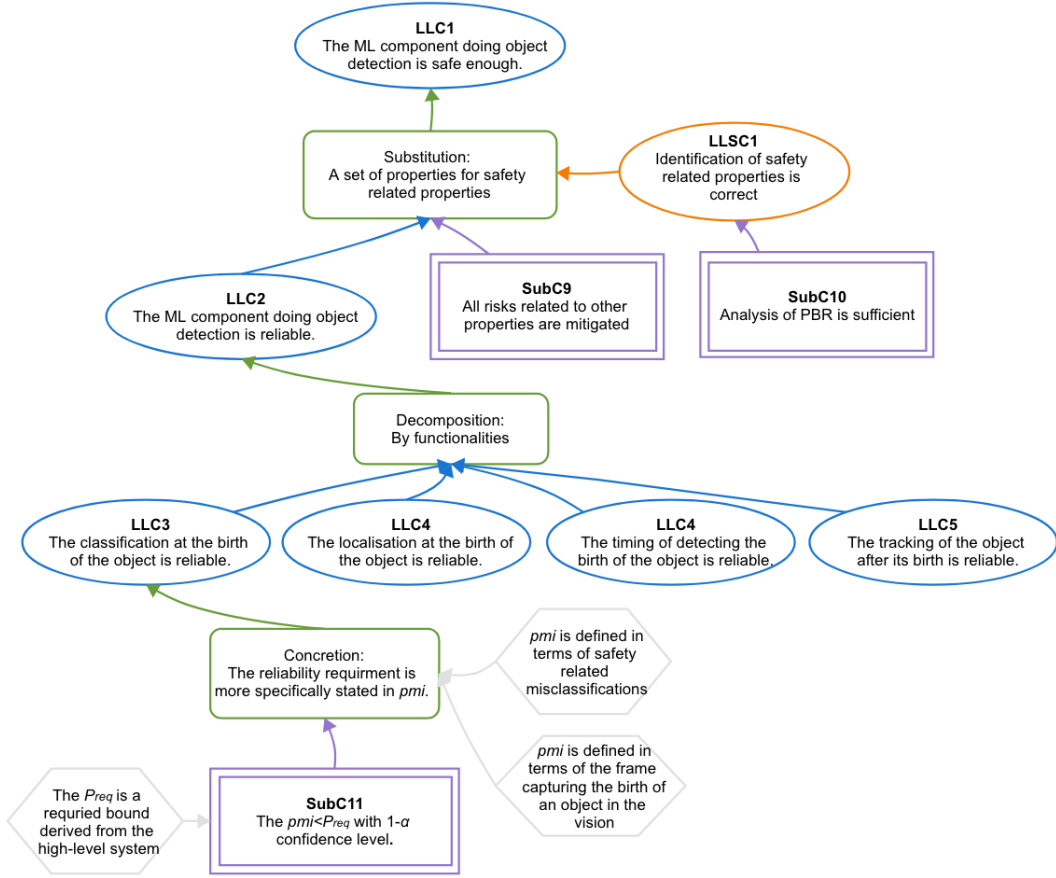 LLC1
The ML component doing object
detection is safe enough.
Substitution:
A set of properties for safety
related properties
LLSC1
Identification of safety
related properties is
correct
LLC2
The ML component doing object
detection is reliable.
SubC9
All risks related to other
properties are mitigated
SubC10
Analysis of PBR is sufficient
Decomposition:
By functionalities
LLC3
The classification at the birth
of the object is reliable.
LLC4
The localisation at the birth of
the object is reliable.
LLC4
The timing of detecting the
birth of the object is reliable.
LLC5
The tracking of the object
after its birth is reliable.
Concretion:
The reliability requirment is
more specifically stated in pmi.
pmi is defined in
terms of safety
related
misclassifications
pmi is defined in
terms of the frame
capturing the birth of
an object in the
vision
The Preq is a
requried bound
derived from the
high-level system
SubC11
The pmi<Preq with 1-α
confidence level.